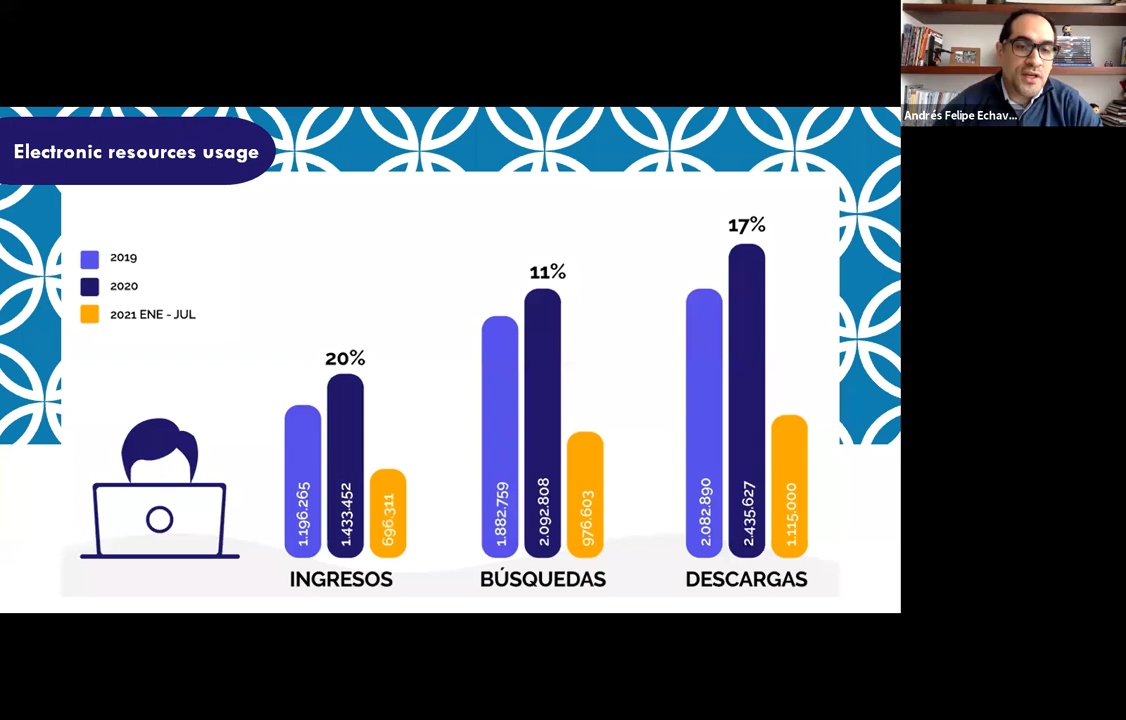 Andrés Felipe Echav...
Electronic resources usage
2019
2020
2021 ENE - JUL
20%
11%
17%
1.196.265
1.433.452
696.311
1.882.759
2.092.808
976.603
2.082.890
2.435.627
1.115.000
INGRESOS
BÚSQUEDAS
DESCARGAS